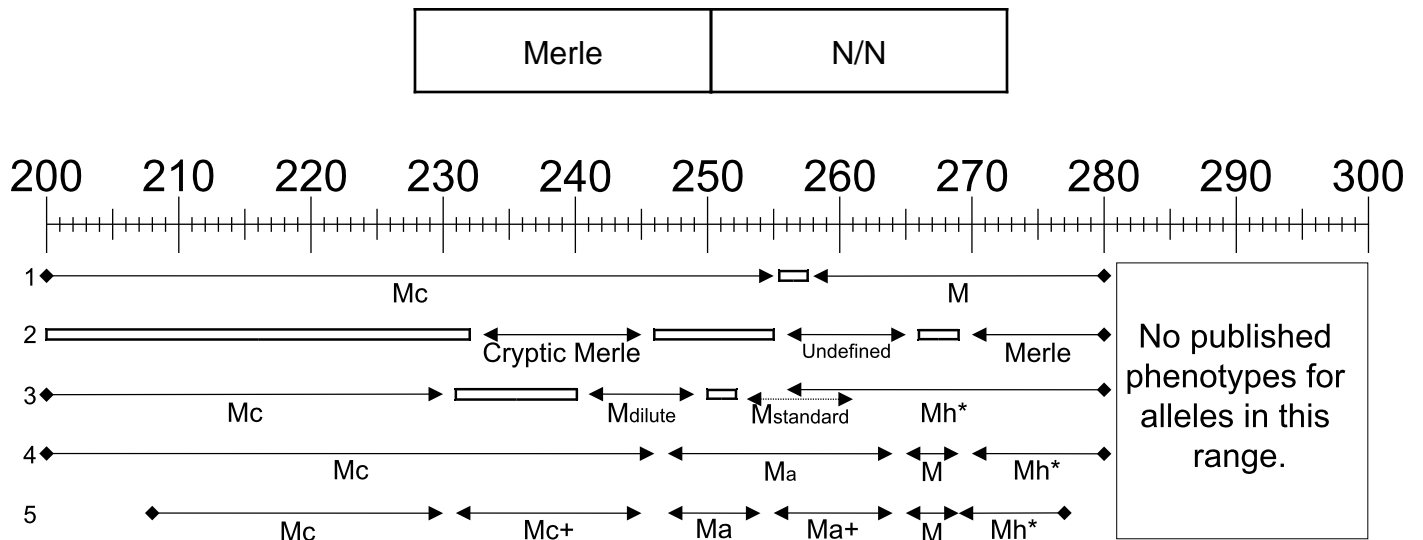 Merle N/N
200 210 220 230 240 250 260 270 280 290 300
1
Mc M
2
Cryptic Merle Undefined Merle
3
Mc Mdilute Mstandard Mh*
4
Mc Ma M Mh*
5
Mc Mc+ Ma Ma+ M Mh*
No published
phenotypes for
alleles in this
range.